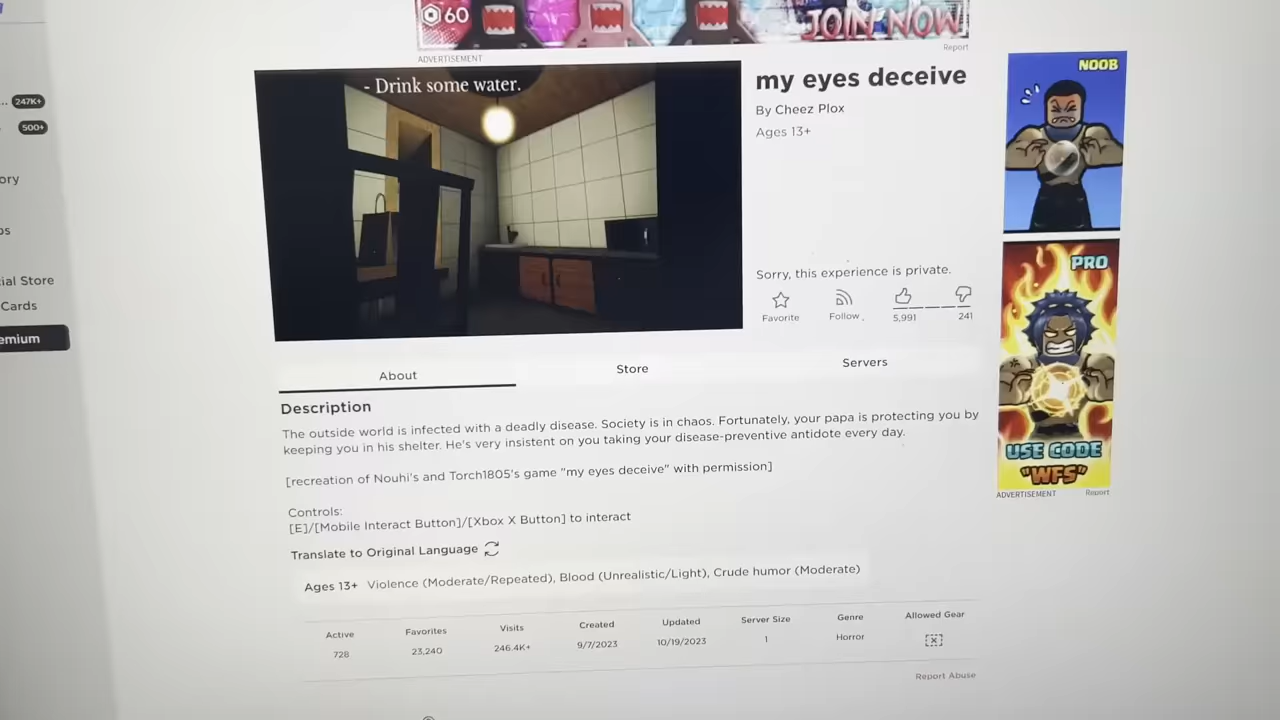 60
JOIN NOW
ADVERTISEMENT
Report
- Drink some water.
my eyes deceive
By Cheez Plox
Ages 13+
Sorry, this experience is private.
Favorite
Follow
5,991
241
NOOB
PRO
USE CODE
"WFS"
ADVERTISEMENT
Report
... 247K+
500+
ory
ps
ial Store
Cards
emium
About
Store
Servers
Description
The outside world is infected with a deadly disease. Society is in chaos. Fortunately, your papa is protecting you by
keeping you in his shelter. He's very insistent on you taking your disease-preventive antidote every day.
[recreation of Nouhi's and Torch1805's game "my eyes deceive" with permission]
Controls:
[E]/[Mobile Interact Button]/[Xbox X Button] to interact
Translate to Original Language
Ages 13+ Violence (Moderate/Repeated), Blood (Unrealistic/Light), Crude humor (Moderate)
Active Favorites Visits Created Updated Server Size Genre Allowed Gear
728 23,240 246.4K+ 9/7/2023 10/19/2023 1 Horror
Report Abuse